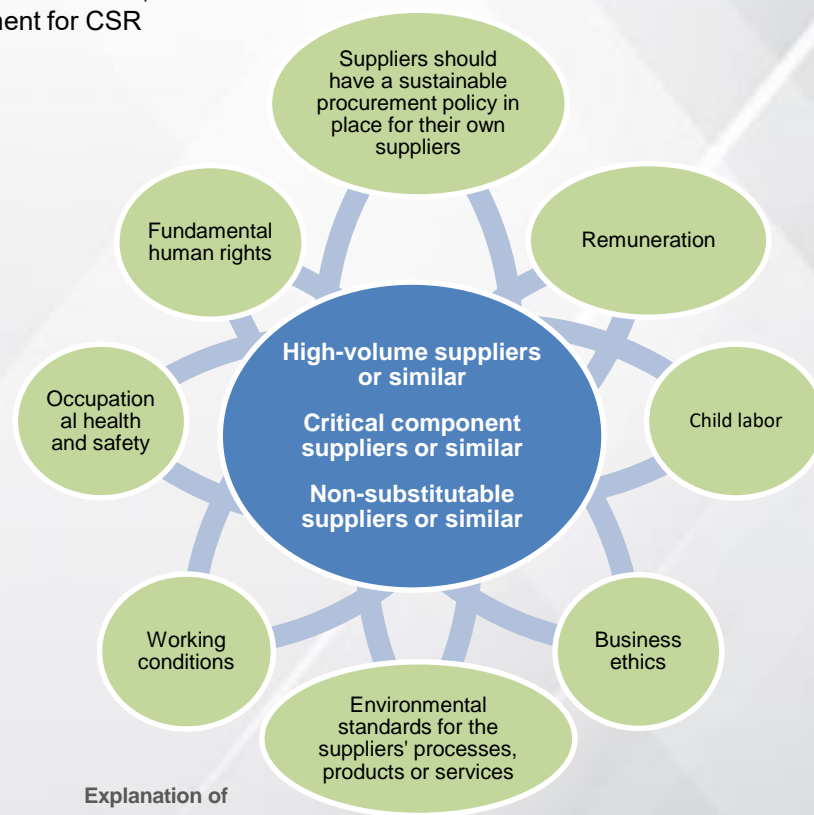 ment for CSR
Suppliers should
have a sustainable
procurement policy in
place for their own
suppliers
Fundamental
human rights
Remuneration
High-volume suppliers
or similar
Critical component
suppliers or similar
Non-substitutable
suppliers or similar
Occupation
al health
and safety
Child labor
Working
conditions
Business
ethics
Environmental
standards for the
suppliers' processes,
products or services
Explanation of